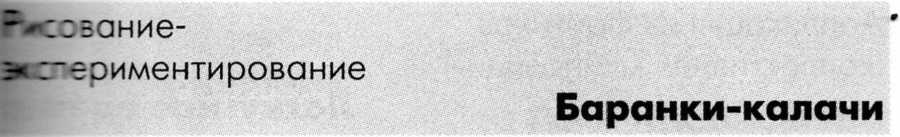 Рисование-
экспериментирование
Баранки-калачи